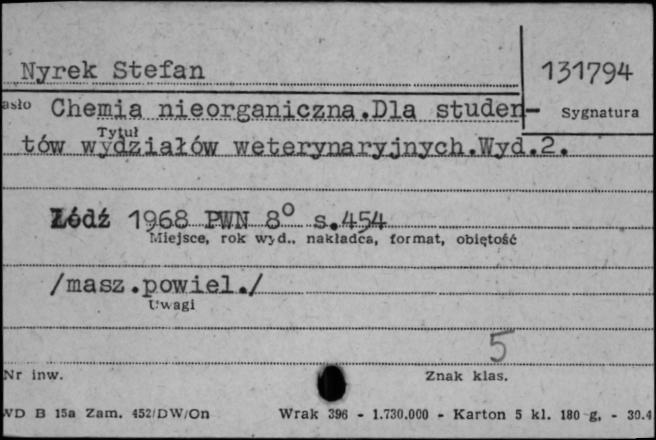 Nyrek Stefan
131794
asło Chemia nieorganiczna.Dla studen-
Sygnatura
Tytuł
tów wydziałów weterynaryjnych.Wyd.2.
Łódź 1968 PWN 8° s.454
Miejsce, rok wyd., nakładca, format, objętość
/masz.powiel./
Uwagi
5
Nr inw.
Znak klas.
WD B 15a Zam. 452/DW/On Wrak 396 - 1.730.000 - Karton 5 kl. 180 g, - 30.4